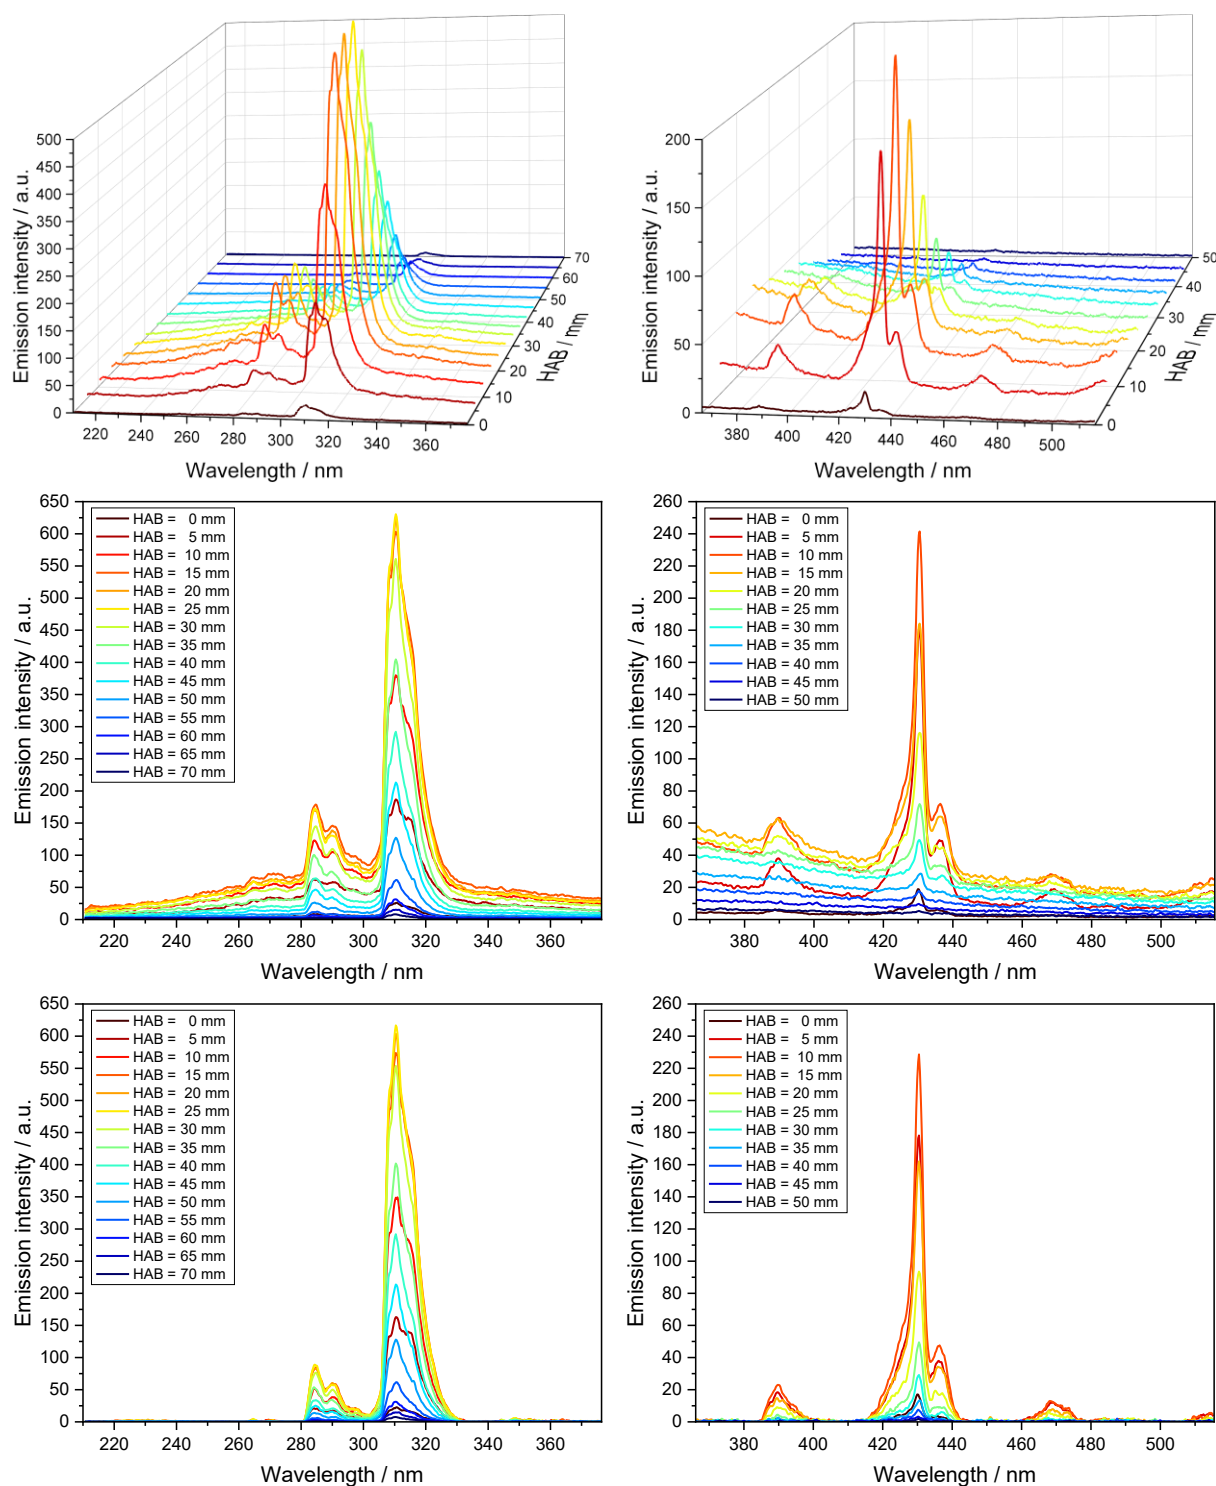 500
450
400
350
300
250
200
150
100
50
0
Emission intensity / a.u.
220 240 260 280 300 320 340 360
Wavelength / nm
0
10
20
30
40
50
60
70
HAB / mm
200
150
100
50
0
Emission intensity / a.u.
380 400 420 440 460 480 500
Wavelength / nm
0
10
20
30
40
50
HAB / mm
650
600
550
500
450
400
350
300
250
200
150
100
50
0
Emission intensity / a.u.
HAB = 0 mm
HAB = 5 mm
HAB = 10 mm
HAB = 15 mm
HAB = 20 mm
HAB = 25 mm
HAB = 30 mm
HAB = 35 mm
HAB = 40 mm
HAB = 45 mm
HAB = 50 mm
HAB = 55 mm
HAB = 60 mm
HAB = 65 mm
HAB = 70 mm
220 240 260 280 300 320 340 360
Wavelength / nm
260
240
220
200
180
160
140
120
100
80
60
40
20
0
Emission intensity / a.u.
HAB = 0 mm
HAB = 5 mm
HAB = 10 mm
HAB = 15 mm
HAB = 20 mm
HAB = 25 mm
HAB = 30 mm
HAB = 35 mm
HAB = 40 mm
HAB = 45 mm
HAB = 50 mm
380 400 420 440 460 480 500
Wavelength / nm
650
600
550
500
450
400
350
300
250
200
150
100
50
0
Emission intensity / a.u.
HAB = 0 mm
HAB = 5 mm
HAB = 10 mm
HAB = 15 mm
HAB = 20 mm
HAB = 25 mm
HAB = 30 mm
HAB = 35 mm
HAB = 40 mm
HAB = 45 mm
HAB = 50 mm
HAB = 55 mm
HAB = 60 mm
HAB = 65 mm
HAB = 70 mm
220 240 260 280 300 320 340 360
Wavelength / nm
260
240
220
200
180
160
140
120
100
80
60
40
20
0
Emission intensity / a.u.
HAB = 0 mm
HAB = 5 mm
HAB = 10 mm
HAB = 15 mm
HAB = 20 mm
HAB = 25 mm
HAB = 30 mm
HAB = 35 mm
HAB = 40 mm
HAB = 45 mm
HAB = 50 mm
380 400 420 440 460 480 500
Wavelength / nm